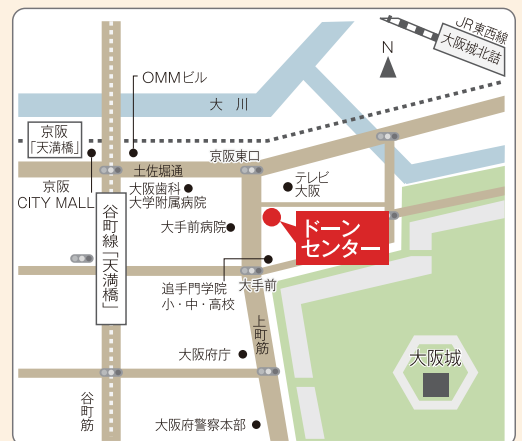 JR東西線
大阪城北詰
N
OMMビル
大川
京阪
「天満橋」
京阪東口
土佐堀通
テレビ
大阪
京阪
CITY MALL
大阪歯科
大学附属病院
谷町線「天満橋」
大手前病院
ドーン
センター
追手門学院
小・中・高校
大手前
上町筋
大阪府庁
大阪城
谷町筋
大阪府警察本部